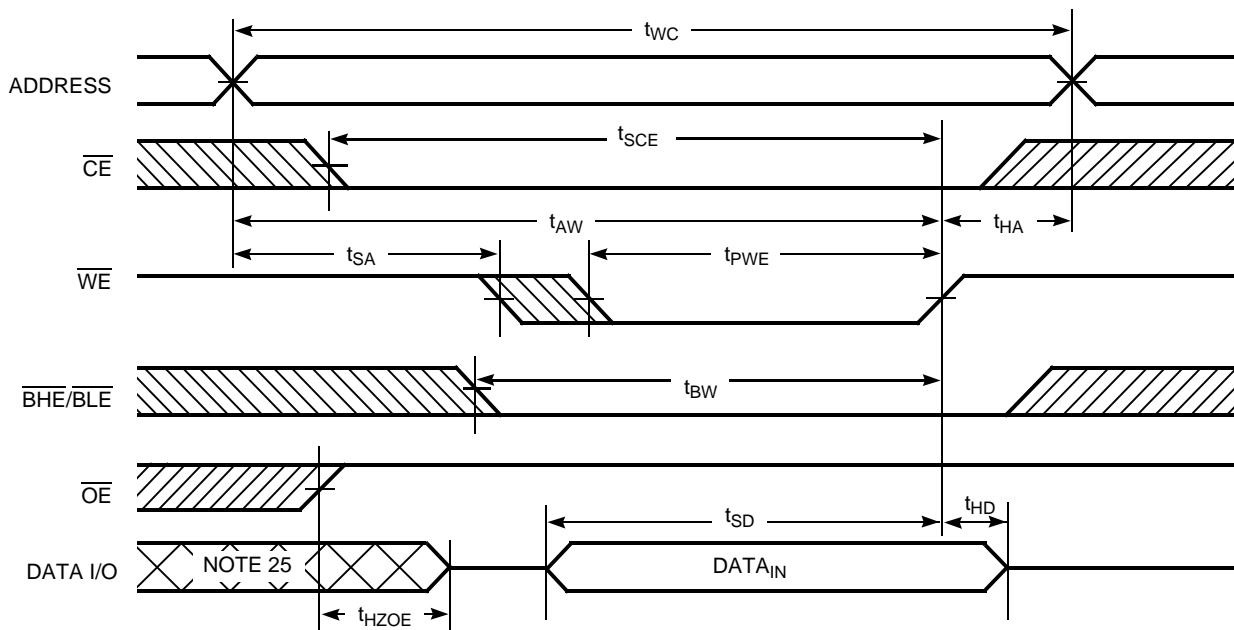 tWC
ADDRESS
tSCE
CE
tAW
tHA
tSA
tPWE
WE
tBW
BHE/BLE
OE
tSD
tHD
DATA I/O
NOTE 25
DATAIN
tHZOE